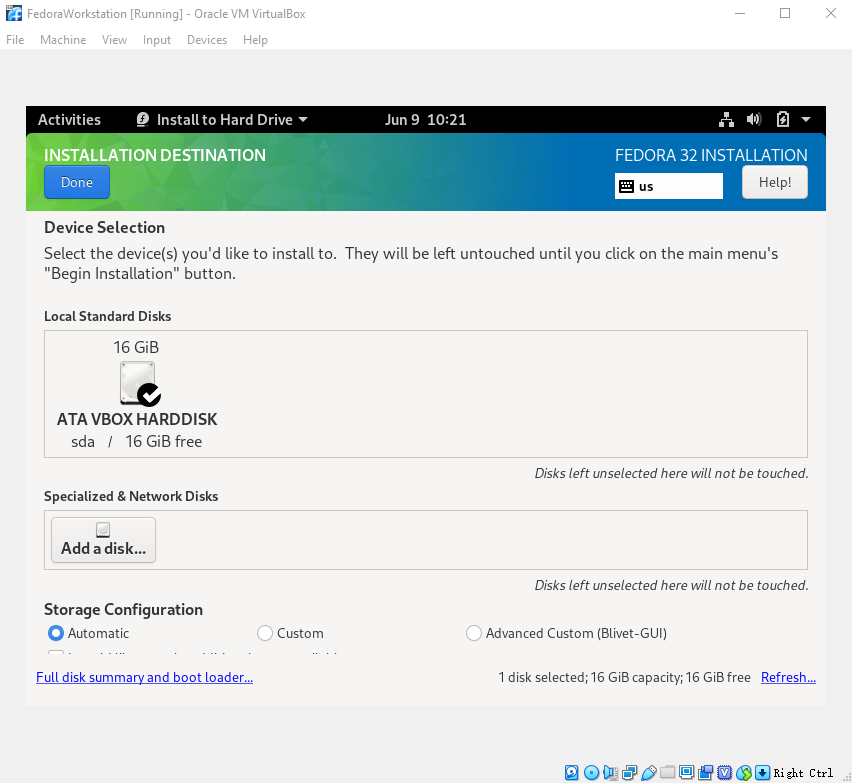 FedoraWorkstation [Running] - Oracle VM VirtualBox
File Machine View Input Devices Help
Activities Install to Hard Drive Jun 9 10:21
INSTALLATION DESTINATION FEDORA 32 INSTALLATION
Done us Help!
Device Selection
Select the device(s) you'd like to install to. They will be left untouched until you click on the main menu's
"Begin Installation" button.
Local Standard Disks
16 GiB
ATA VBOX HARDDISK
sda / 16 GiB free
Disks left unselected here will not be touched.
Specialized & Network Disks
Add a disk...
Disks left unselected here will not be touched.
Storage Configuration
Automatic Custom Advanced Custom (Blivet-GUI)
Full disk summary and boot loader... 1 disk selected; 16 GiB capacity; 16 GiB free Refresh...
Right Ctrl